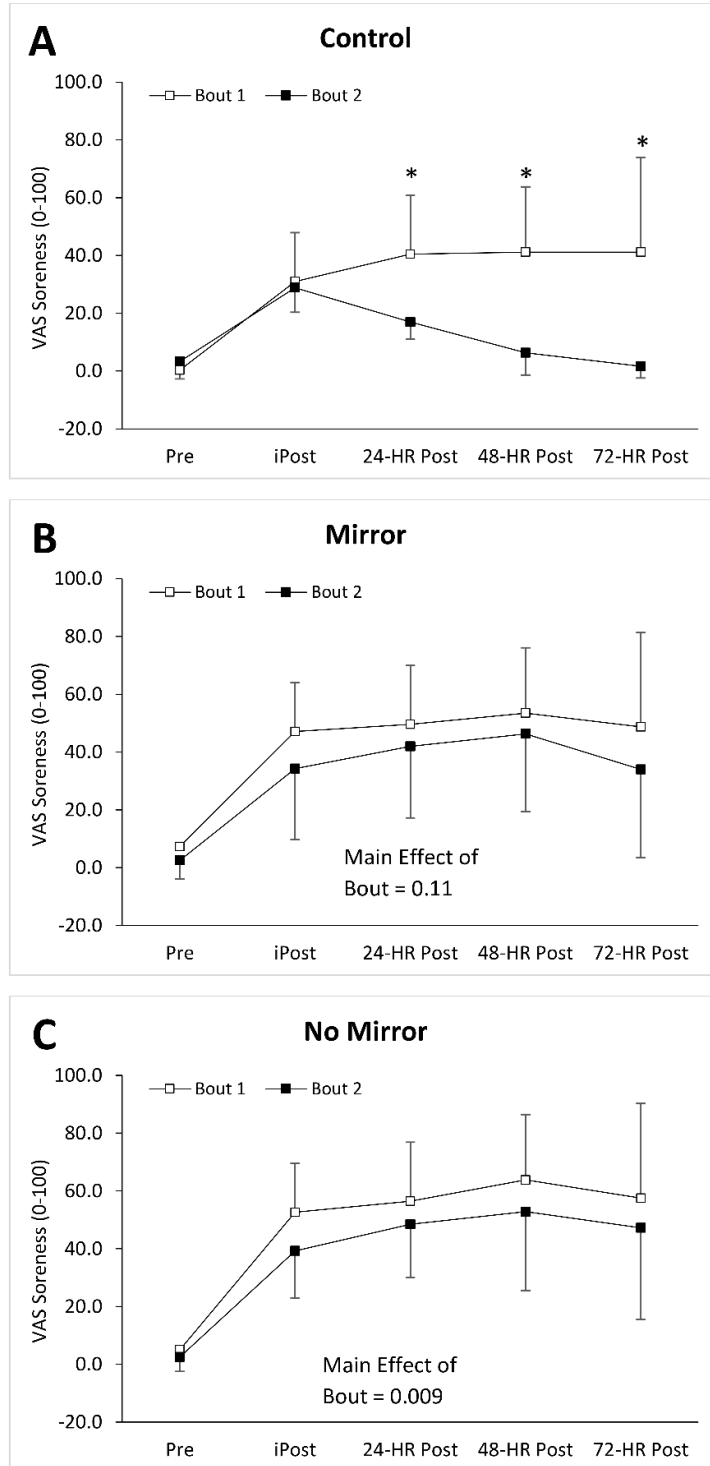 A
Control
100.0
80.0
60.0
40.0
20.0
0.0
-20.0
VAS Soreness (0-100)
Bout 1 Bout 2
* * *
Pre iPost 24-HR Post 48-HR Post 72-HR Post
B
Mirror
100.0
80.0
60.0
40.0
20.0
0.0
-20.0
VAS Soreness (0-100)
Bout 1 Bout 2
Main Effect of
Bout = 0.11
Pre iPost 24-HR Post 48-HR Post 72-HR Post
C
No Mirror
100.0
80.0
60.0
40.0
20.0
0.0
-20.0
VAS Soreness (0-100)
Bout 1 Bout 2
Main Effect of
Bout = 0.009
Pre iPost 24-HR Post 48-HR Post 72-HR Post